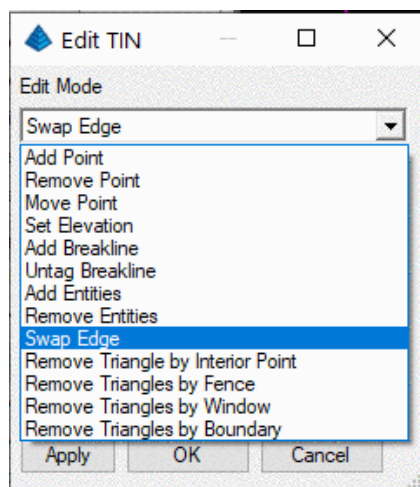 Edit TIN
Edit Mode
Swap Edge
Add Point
Remove Point
Move Point
Set Elevation
Add Breakline
Untag Breakline
Add Entities
Remove Entities
Swap Edge
Remove Triangle by Interior Point
Remove Triangles by Fence
Remove Triangles by Window
Remove Triangles by Boundary
Apply OK Cancel